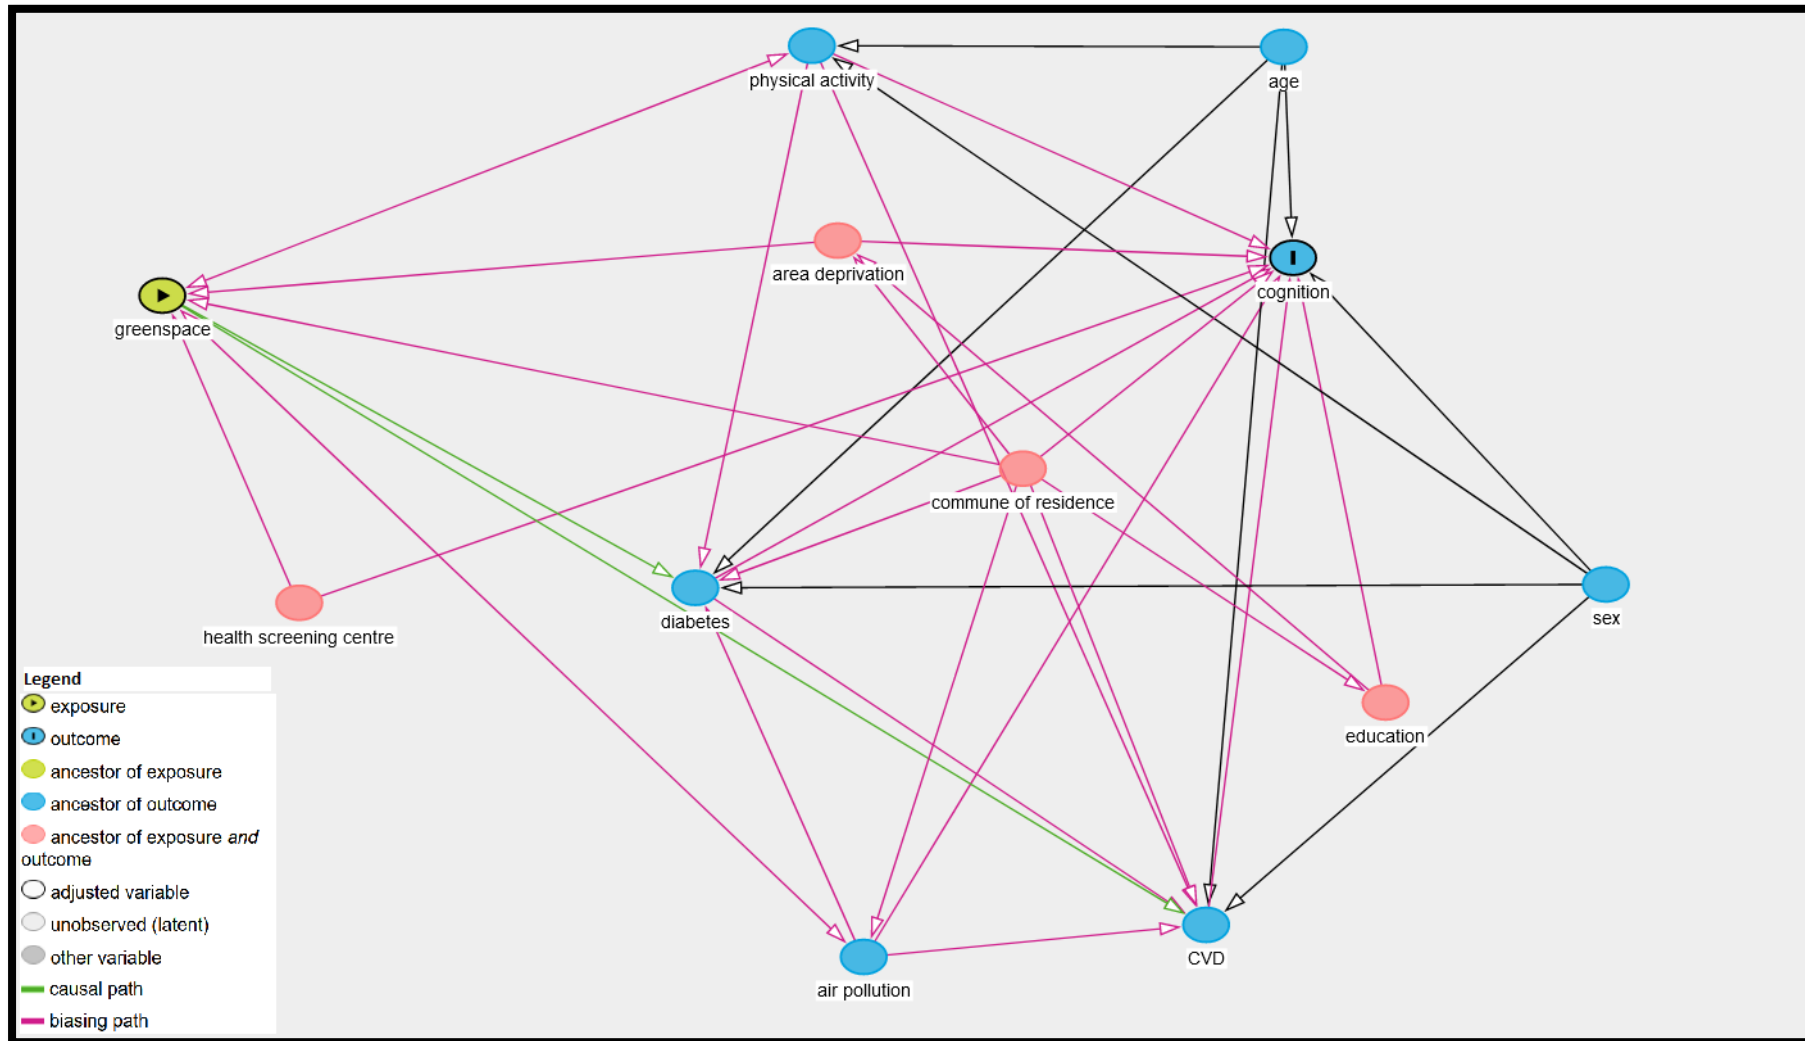 physical activity
age
area deprivation
cognition
greenspace
commune of residence
health screening centre
diabetes
sex
education
CVD
air pollution
Legend
exposure
outcome
ancestor of exposure
ancestor of outcome
ancestor of exposure and
outcome
adjusted variable
unobserved (latent)
other variable
causal path
biasing path